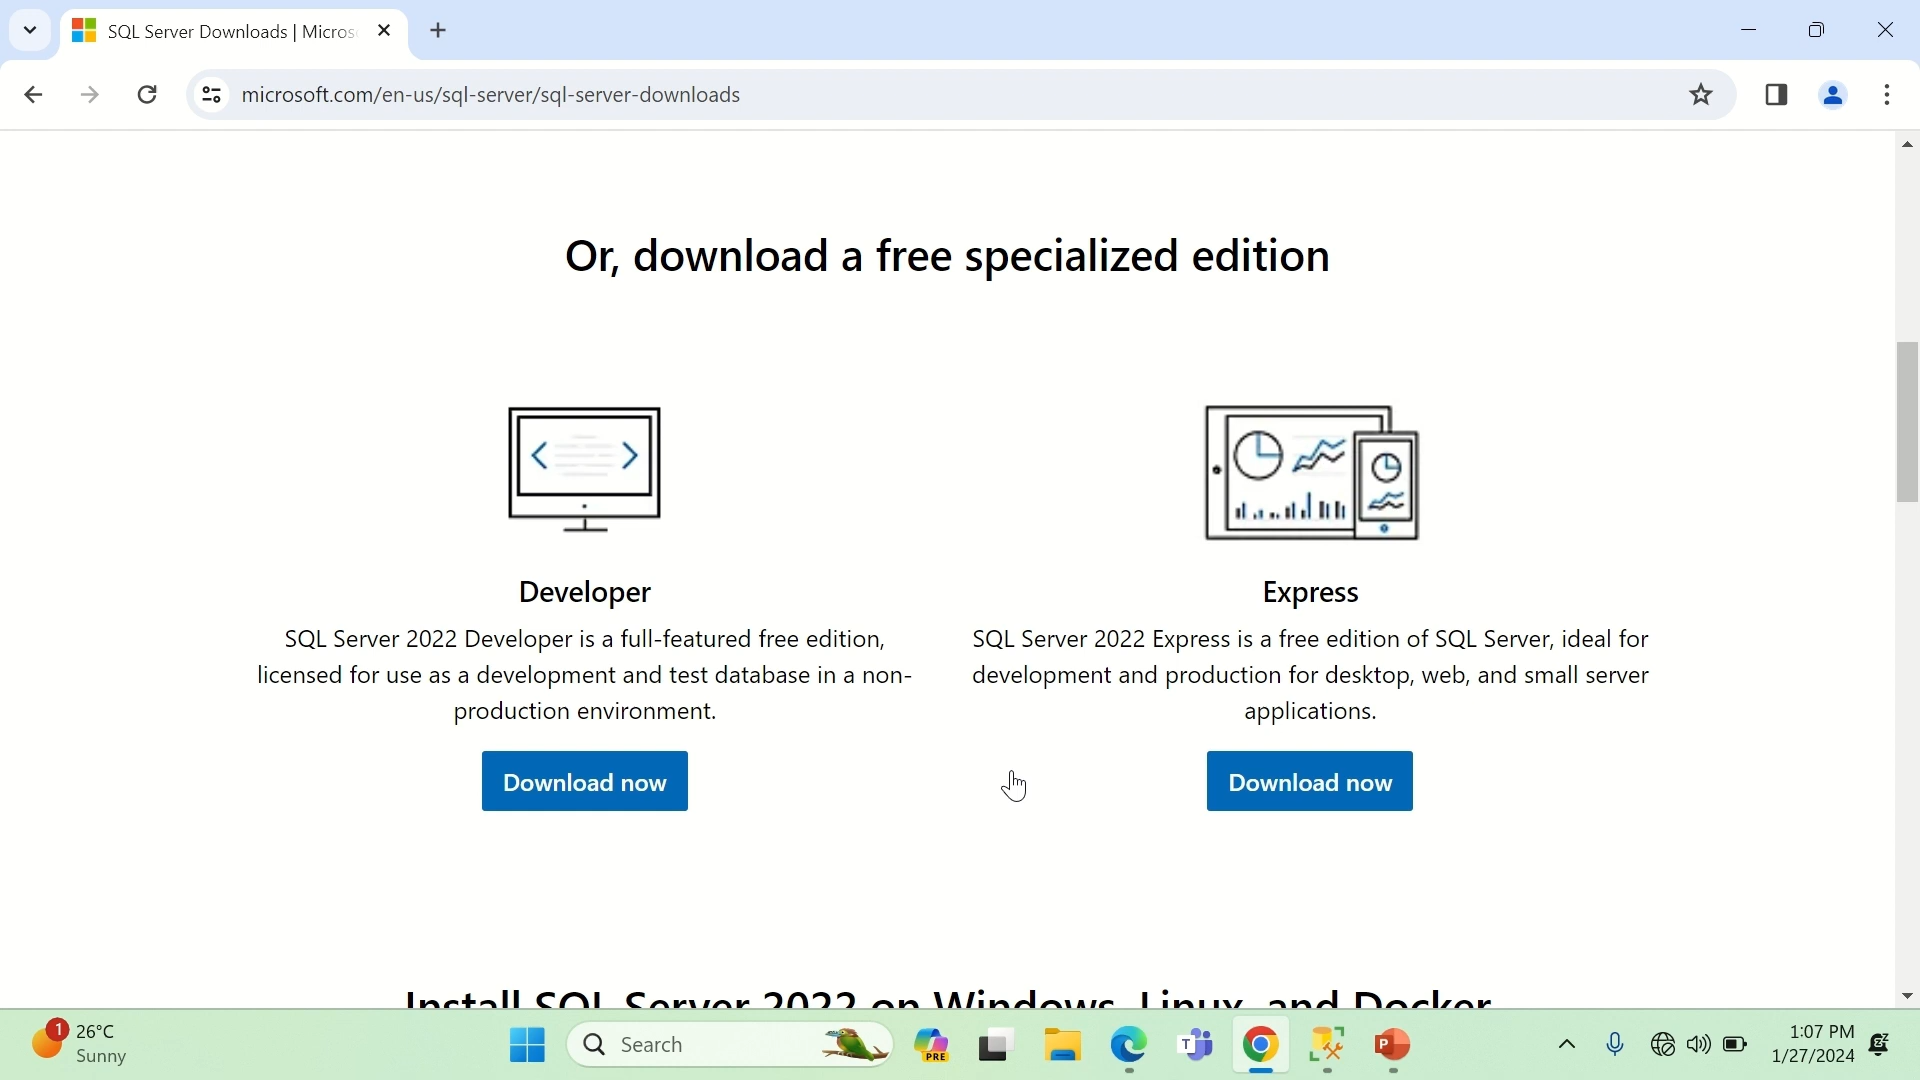 SQL Server Downloads | Micros
microsoft.com/en-us/sql-server/sql-server-downloads
Or, download a free specialized edition
Developer
SQL Server 2022 Developer is a full-featured free edition,
licensed for use as a development and test database in a non-
production environment.
Download now
Express
SQL Server 2022 Express is a free edition of SQL Server, ideal for
development and production for desktop, web, and small server
applications.
Download now
Install SQL Server 2022 on Windows, Linux, and Docker
1
26°C
Sunny
Search
PRE
T
P
1:07 PM
1/27/2024